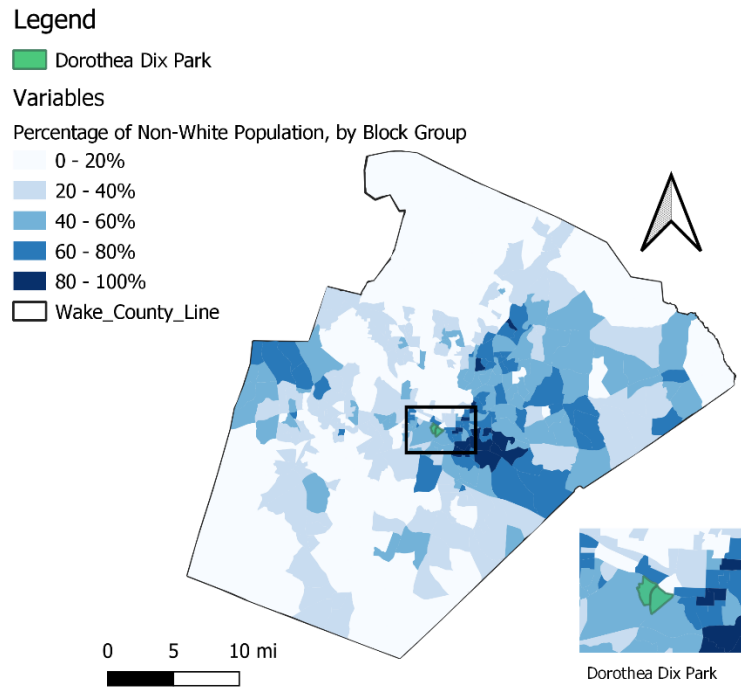 Legend
Dorothea Dix Park
Variables
Percentage of Non-White Population, by Block Group
0 - 20%
20 - 40%
40 - 60%
60 - 80%
80 - 100%
Wake_County_Line
0 5 10 mi
Dorothea Dix Park